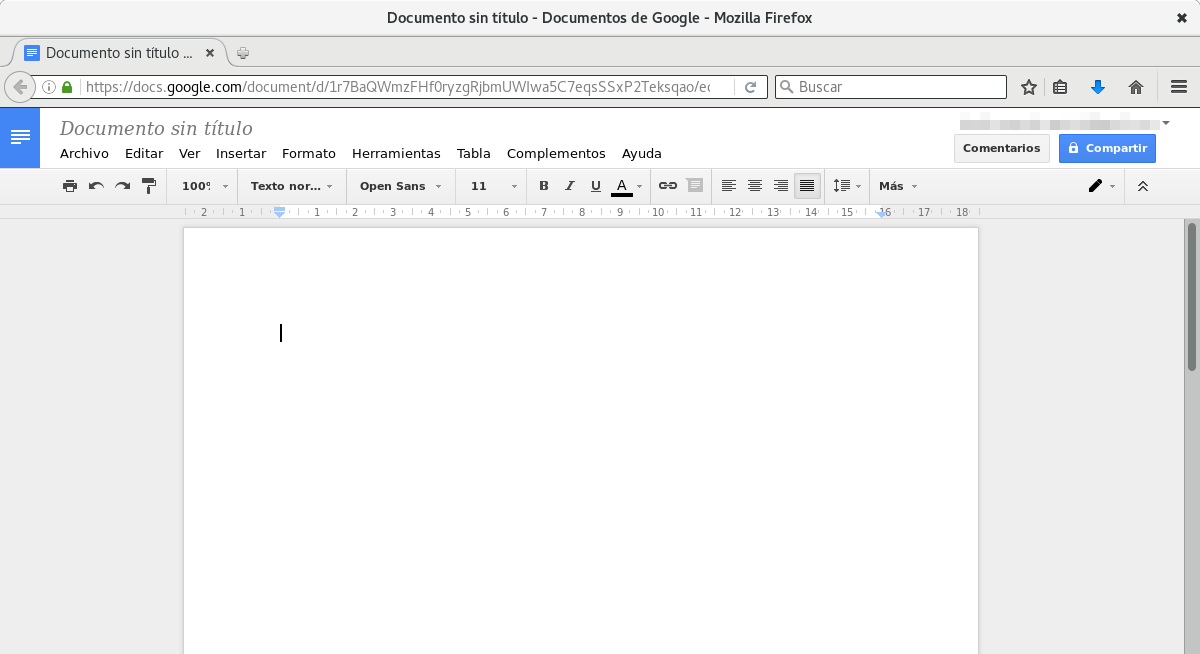 Documento sin título - Documentos de Google - Mozilla Firefox
Documento sin título ...
https://docs.google.com/document/d/1r7BaQWmzFHf0ryzgRjbmUWIwa5C7eqsSSxP2Teksqao/ec
Buscar
Documento sin título
Archivo Editar Ver Insertar Formato Herramientas Tabla Complementos Ayuda
Comentarios Compartir
100% Texto nor... Open Sans 11 B I U A Más
2 1 1 2 3 4 5 6 7 8 9 10 11 12 13 14 15 16 17 18